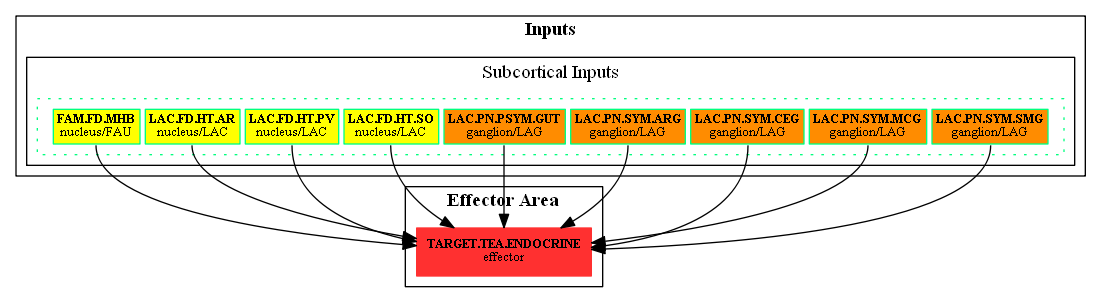 Inputs
Subcortical Inputs
FAM.FD.MHB
nucleus/FAU
LAC.FD.HT.AR
nucleus/LAC
LAC.FD.HT.PV
nucleus/LAC
LAC.FD.HT.SO
nucleus/LAC
LAC.PN.PSYM.GUT
ganglion/LAG
LAC.PN.SYM.ARG
ganglion/LAG
LAC.PN.SYM.CEG
ganglion/LAG
LAC.PN.SYM.MCG
ganglion/LAG
LAC.PN.SYM.SMG
ganglion/LAG
Effector Area
TARGET.TEA.ENDOCRINE
effector